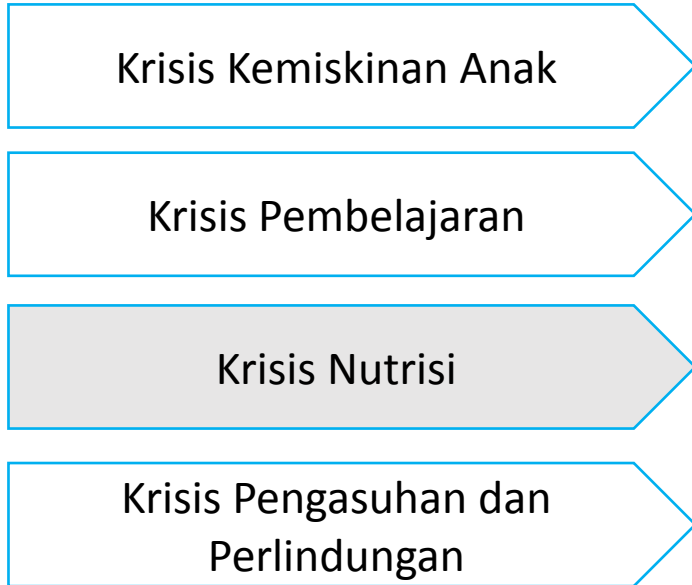 Krisis Kemiskinan Anak
Krisis Pembelajaran
Krisis Nutrisi
Krisis Pengasuhan dan
Perlindungan